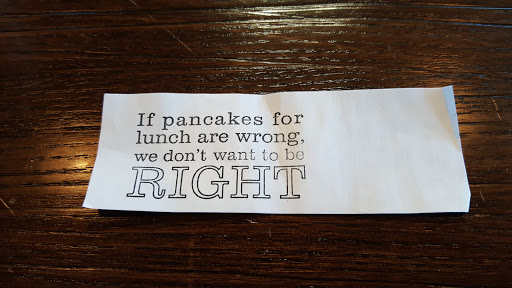 If pancakes for
lunch are wrong,
we don't want to be
RIGHT